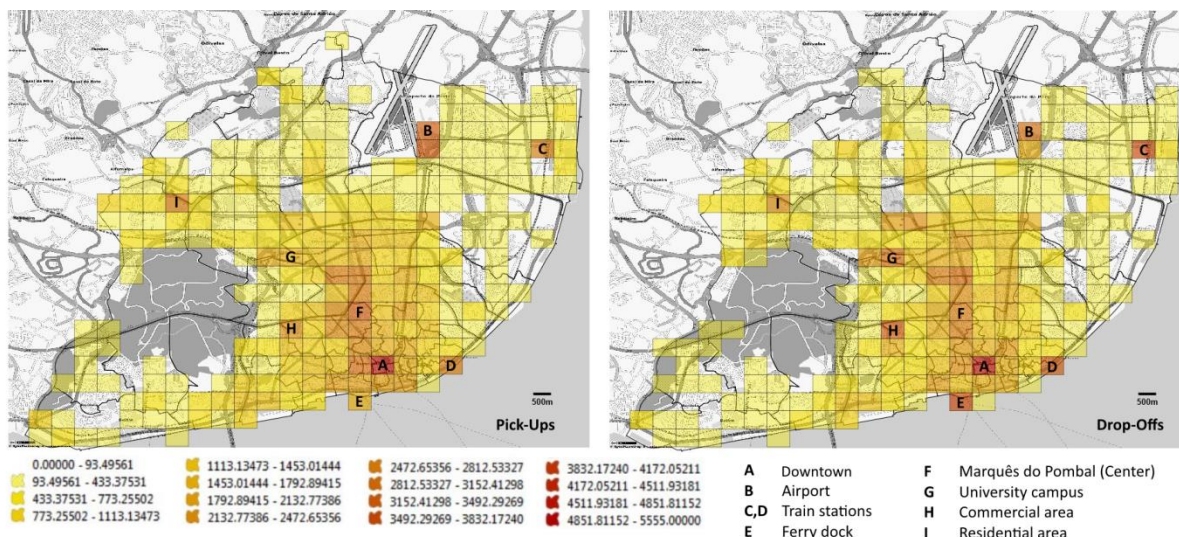 Odivelas
B
C
I
G
F
H
A
D
E
500m
Pick-Ups
Odivelas
B
C
I
G
F
H
A
D
E
500m
Drop-Offs
0.00000 - 93.49561
93.49561 - 433.37531
433.37531 - 773.25502
773.25502 - 1113.13473
1113.13473 - 1453.01444
1453.01444 - 1792.89415
1792.89415 - 2132.77386
2132.77386 - 2472.65356
2472.65356 - 2812.53327
2812.53327 - 3152.41298
3152.41298 - 3492.29269
3492.29269 - 3832.17240
3832.17240 - 4172.05211
4172.05211 - 4511.93181
4511.93181 - 4851.81152
4851.81152 - 5555.00000
A Downtown
B Airport
C,D Train stations
E Ferry dock
F Marquês do Pombal (Center)
G University campus
H Commercial area
I Residential area